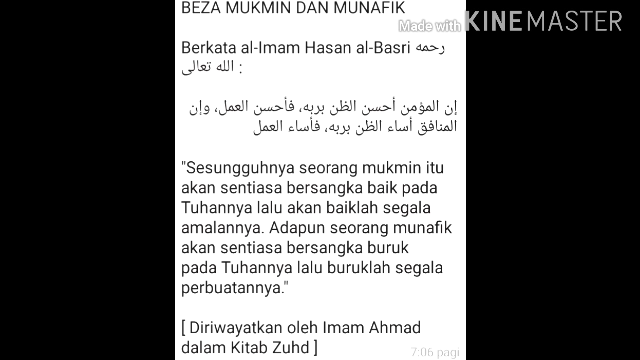 BEZA MUKMIN DAN MUNAFIK
Made with KINEMASTER
Berkata al-Imam Hasan al-Basri رحمه
الله تعالى :
إن المؤمن أحسن الظن بربه، فأحسن العمل، وإن
المنافق أساء الظن بربه، فأساء العمل
"Sesungguhnya seorang mukmin itu
akan sentiasa bersangka baik pada
Tuhannya lalu akan baiklah segala
amalannya. Adapun seorang munafik
akan sentiasa bersangka buruk
pada Tuhannya lalu buruklah segala
perbuatannya."
[ Diriwayatkan oleh Imam Ahmad
dalam Kitab Zuhd ]
7:06 pagi